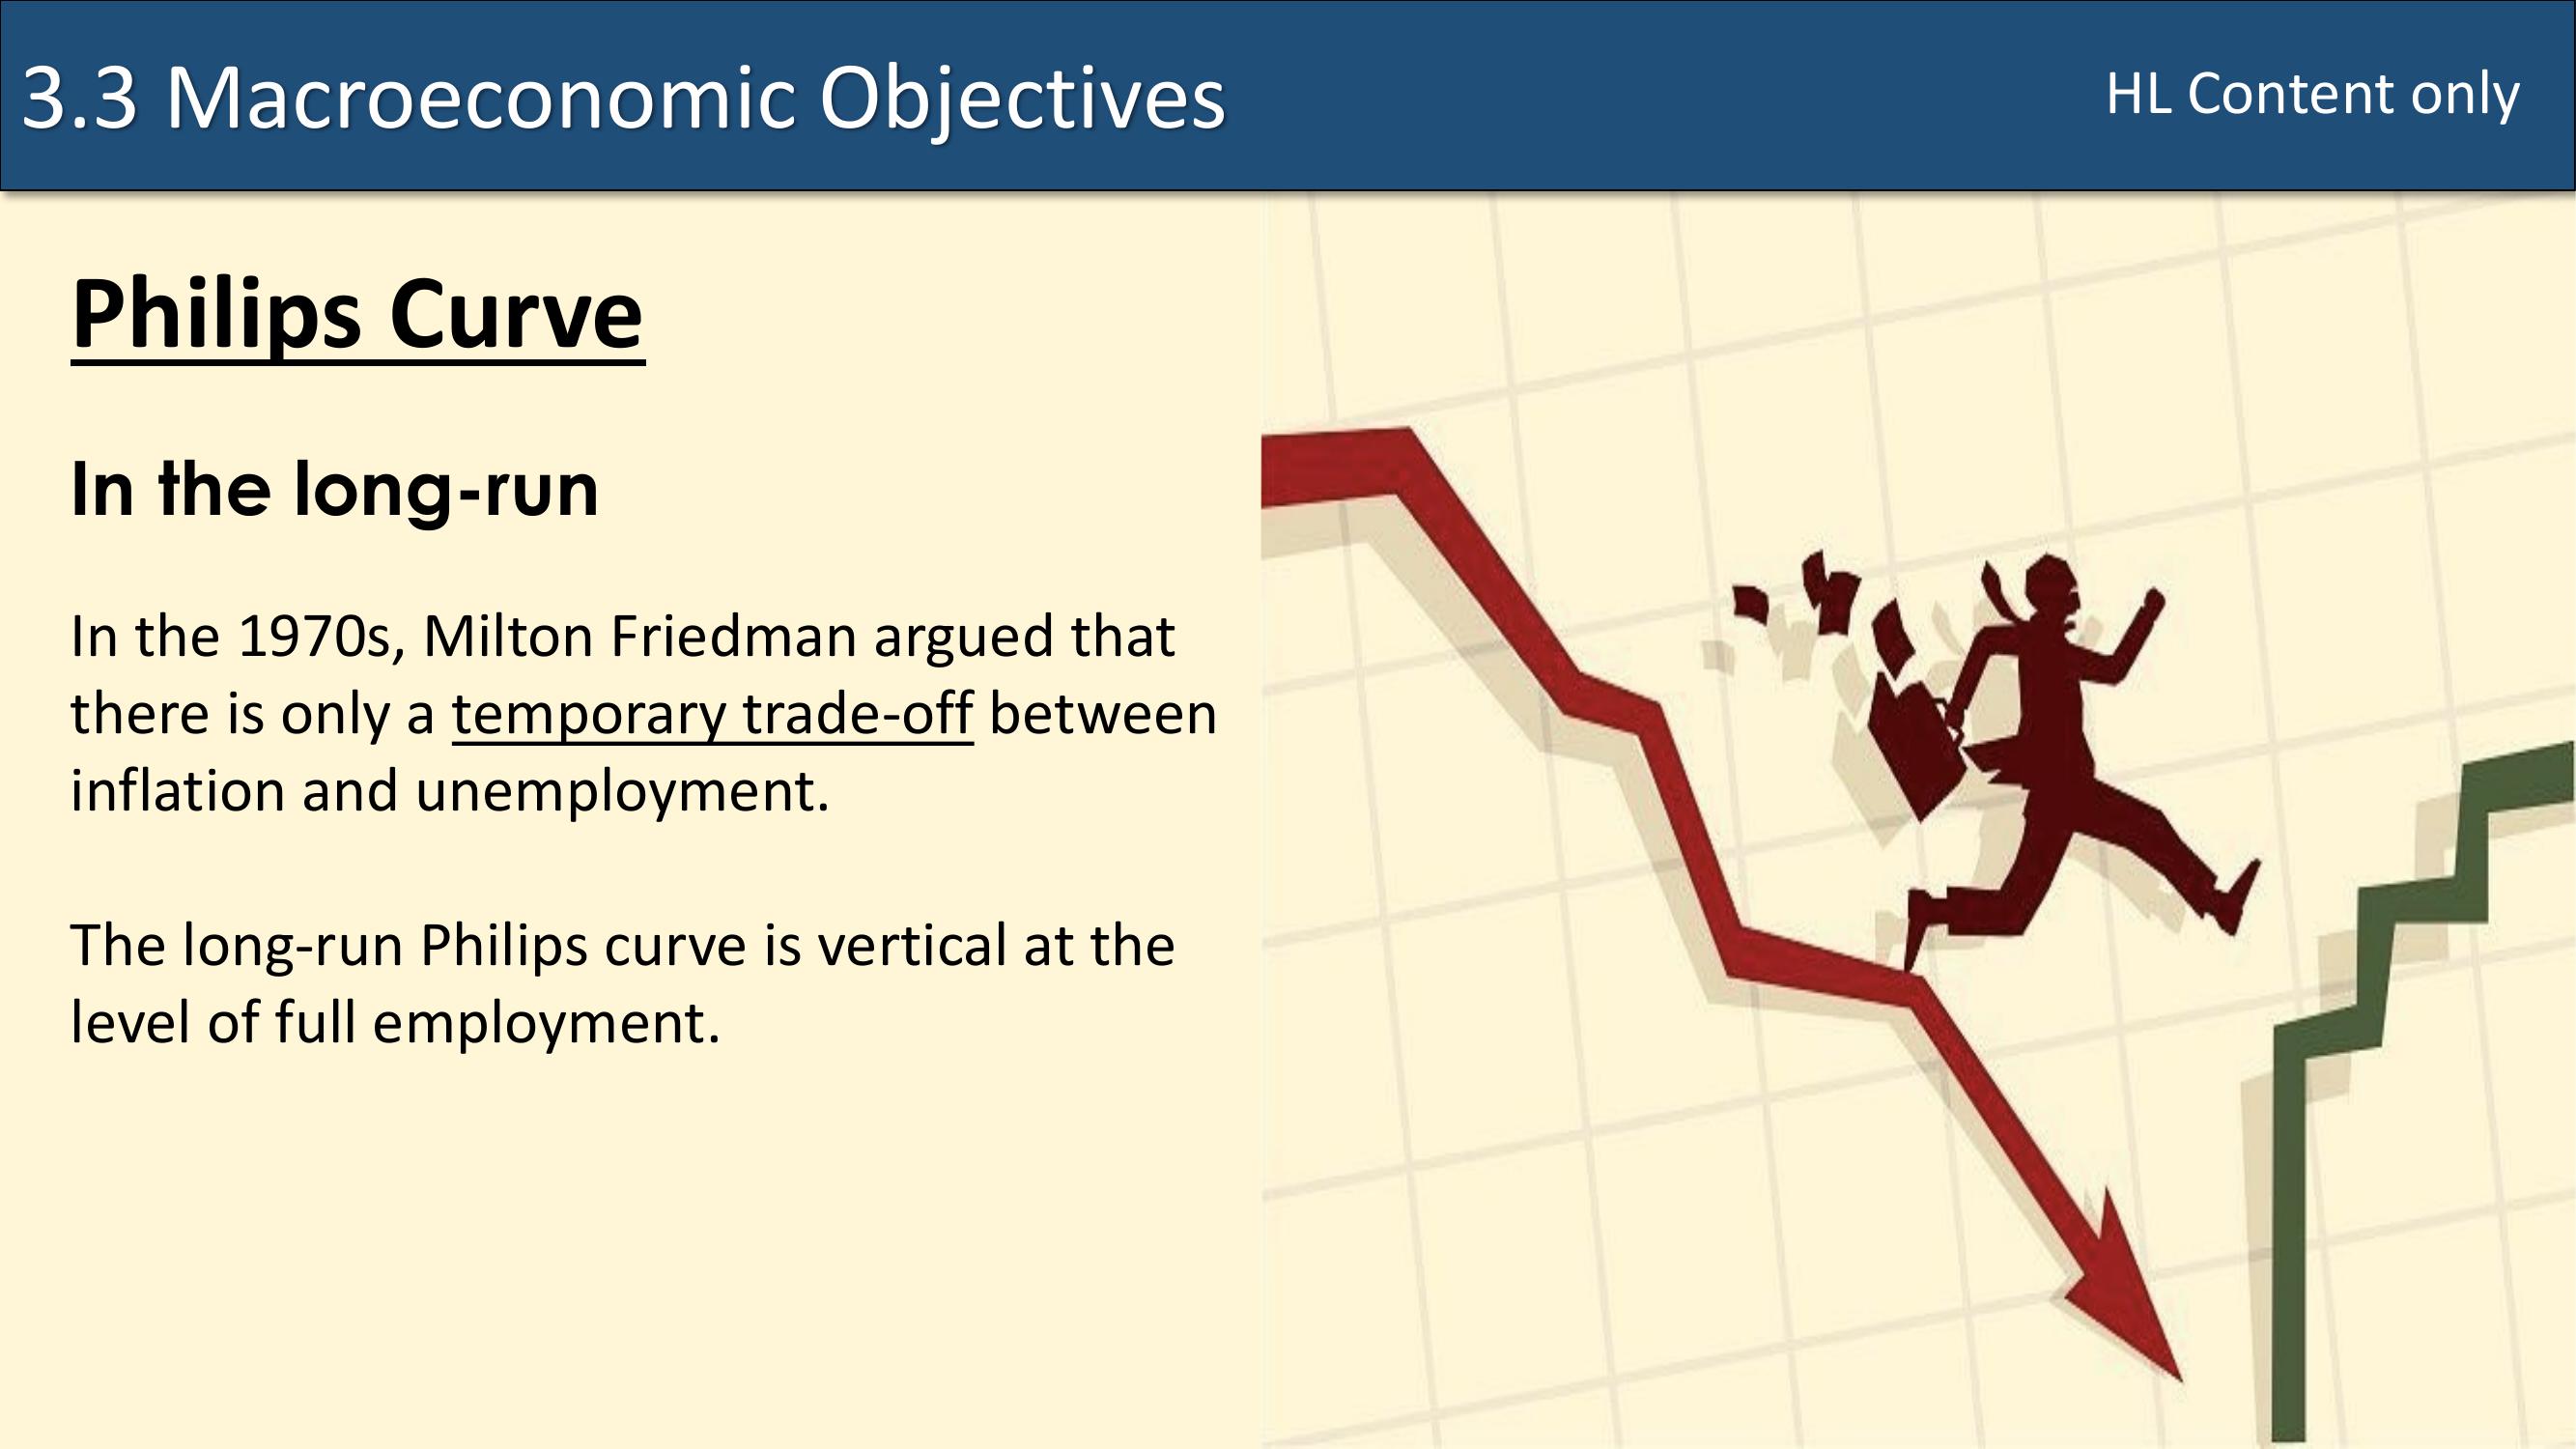 3.3 Macroeconomic Objectives
HL Content only
Philips Curve
In the long-run
In the 1970s, Milton Friedman argued that
there is only a temporary trade-off between
inflation and unemployment.
The long-run Philips curve is vertical at the
level of full employment.